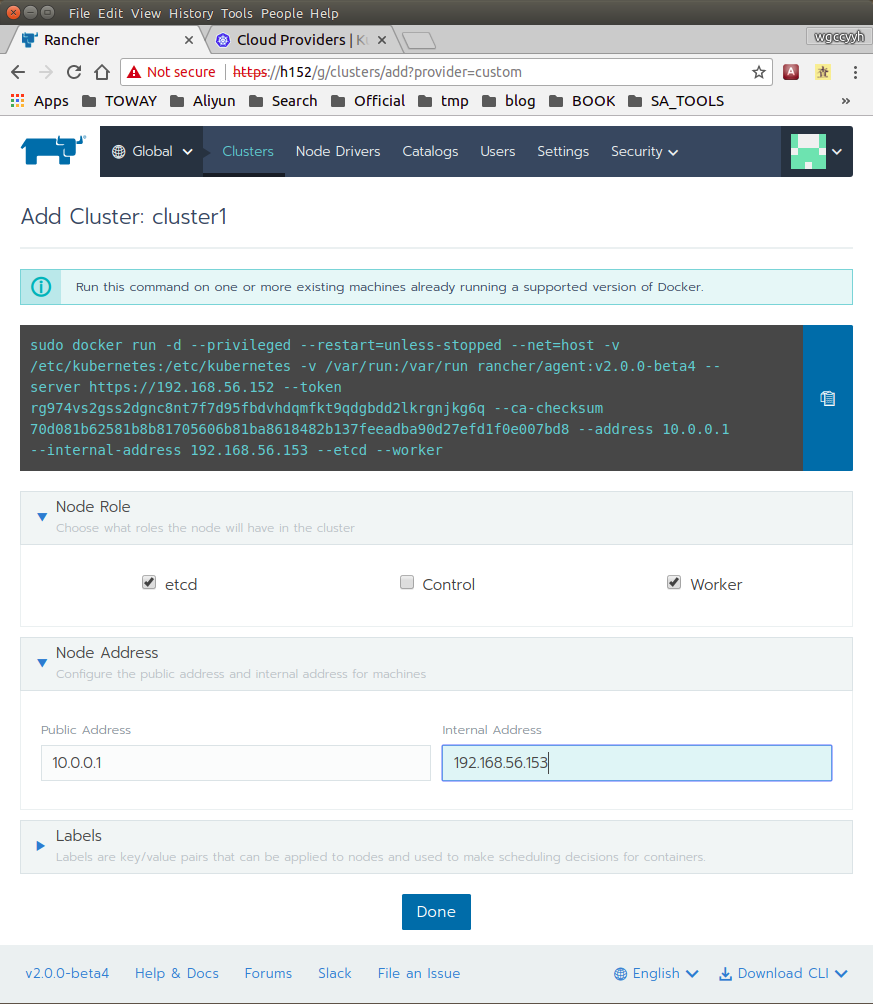 File Edit View History Tools People Help
Rancher
Cloud Providers | Ku
wgccyyh
Not secure https://h152/g/clusters/add?provider=custom
Apps TOWAY Aliyun Search Official tmp blog BOOK SA_TOOLS »
Global Clusters Node Drivers Catalogs Users Settings Security
Add Cluster: cluster1
Run this command on one or more existing machines already running a supported version of Docker.
sudo docker run -d --privileged --restart=unless-stopped --net=host -v
/etc/kubernetes:/etc/kubernetes -v /var/run:/var/run rancher/agent:v2.0.0-beta4 --
server https://192.168.56.152 --token
rg974vs2gss2dgnc8nt7f7d95fbdvhdqmfkt9qdgbdd2lkrgnjkg6q --ca-checksum
70d081b62581b8b81705606b81ba8618482b137feeadba90d27efd1f0e007bd8 --address 10.0.0.1
--internal-address 192.168.56.153 --etcd --worker
Node Role
Choose what roles the node will have in the cluster
etcd Control Worker
Node Address
Configure the public address and internal address for machines
Public Address Internal Address
10.0.0.1 192.168.56.153
Labels
Labels are key/value pairs that can be applied to nodes and used to make scheduling decisions for containers.
Done
v2.0.0-beta4 Help & Docs Forums Slack File an Issue English Download CLI